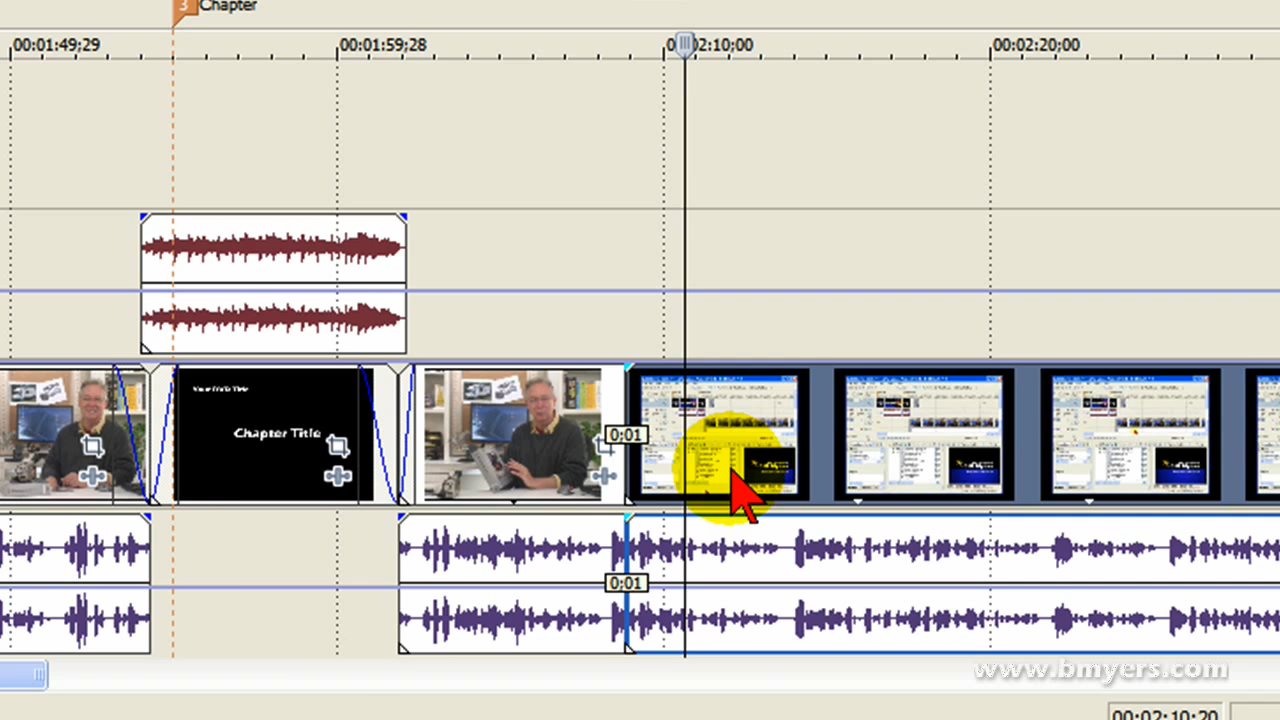 3 Chapter
00:01:49;29
00:01:59;28
00:02:10;00
00:02:20;00
Chapter Title
0;01
0;01
www.bmyers.com
00:02:10;20